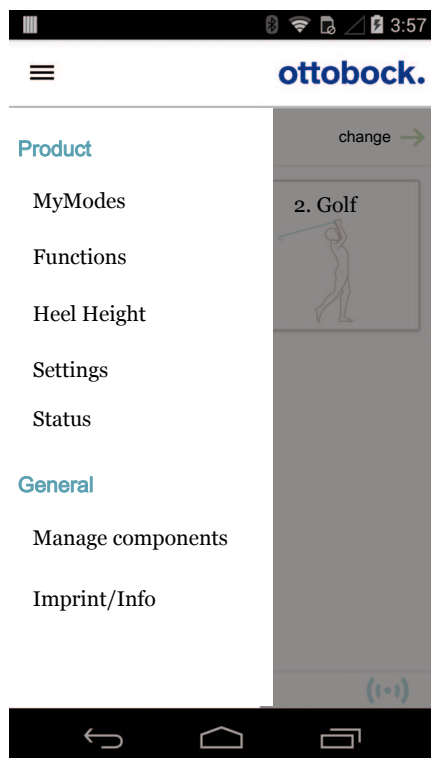 3:57
ottobock.
Product
change
MyModes
2. Golf
Functions
Heel Height
Settings
Status
General
Manage components
Imprint/Info